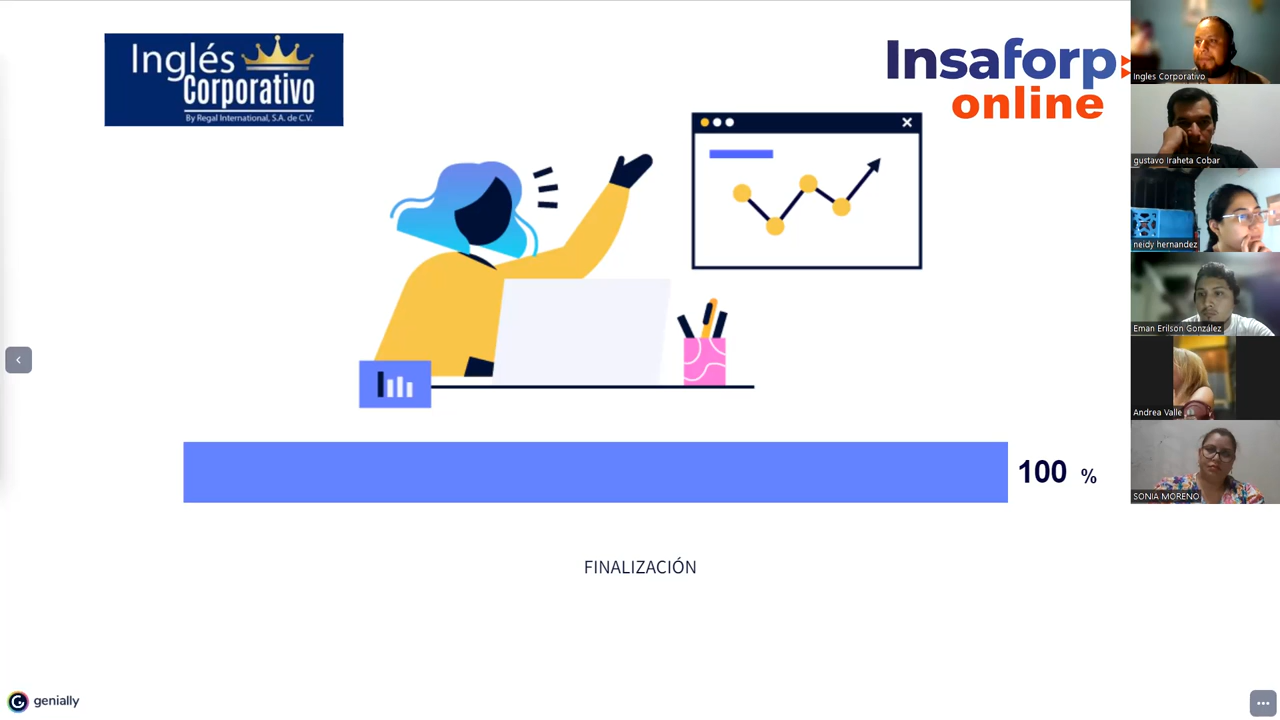 Inglés
Corporativo
By Regal International, S.A. de C.V.
Insaforp
online
100 %
FINALIZACIÓN
genially
Ingles Corporativo
gustavo Iraheta Cobar
neidy hernandez
Eman Erilson González
Andrea Valle
SONIA MORENO